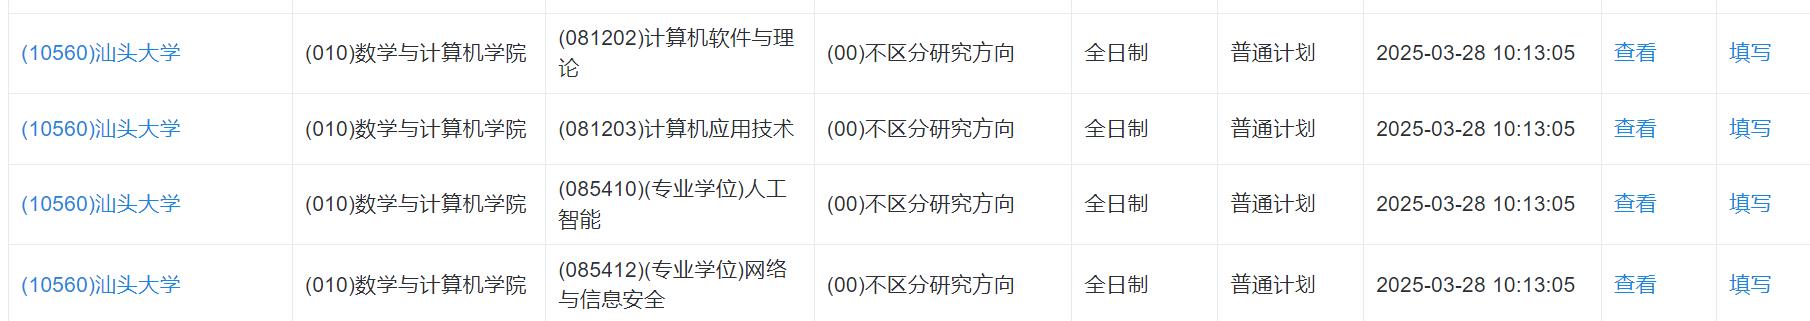 (10560)汕头大学 (010)数学与计算机学院 (081202)计算机软件与理
论 (00)不区分研究方向 全日制 普通计划 2025-03-28 10:13:05 查看 填写
(10560)汕头大学 (010)数学与计算机学院 (081203)计算机应用技术 (00)不区分研究方向 全日制 普通计划 2025-03-28 10:13:05 查看 填写
(10560)汕头大学 (010)数学与计算机学院 (085410)(专业学位)人工
智能 (00)不区分研究方向 全日制 普通计划 2025-03-28 10:13:05 查看 填写
(10560)汕头大学 (010)数学与计算机学院 (085412)(专业学位)网络
与信息安全 (00)不区分研究方向 全日制 普通计划 2025-03-28 10:13:05 查看 填写